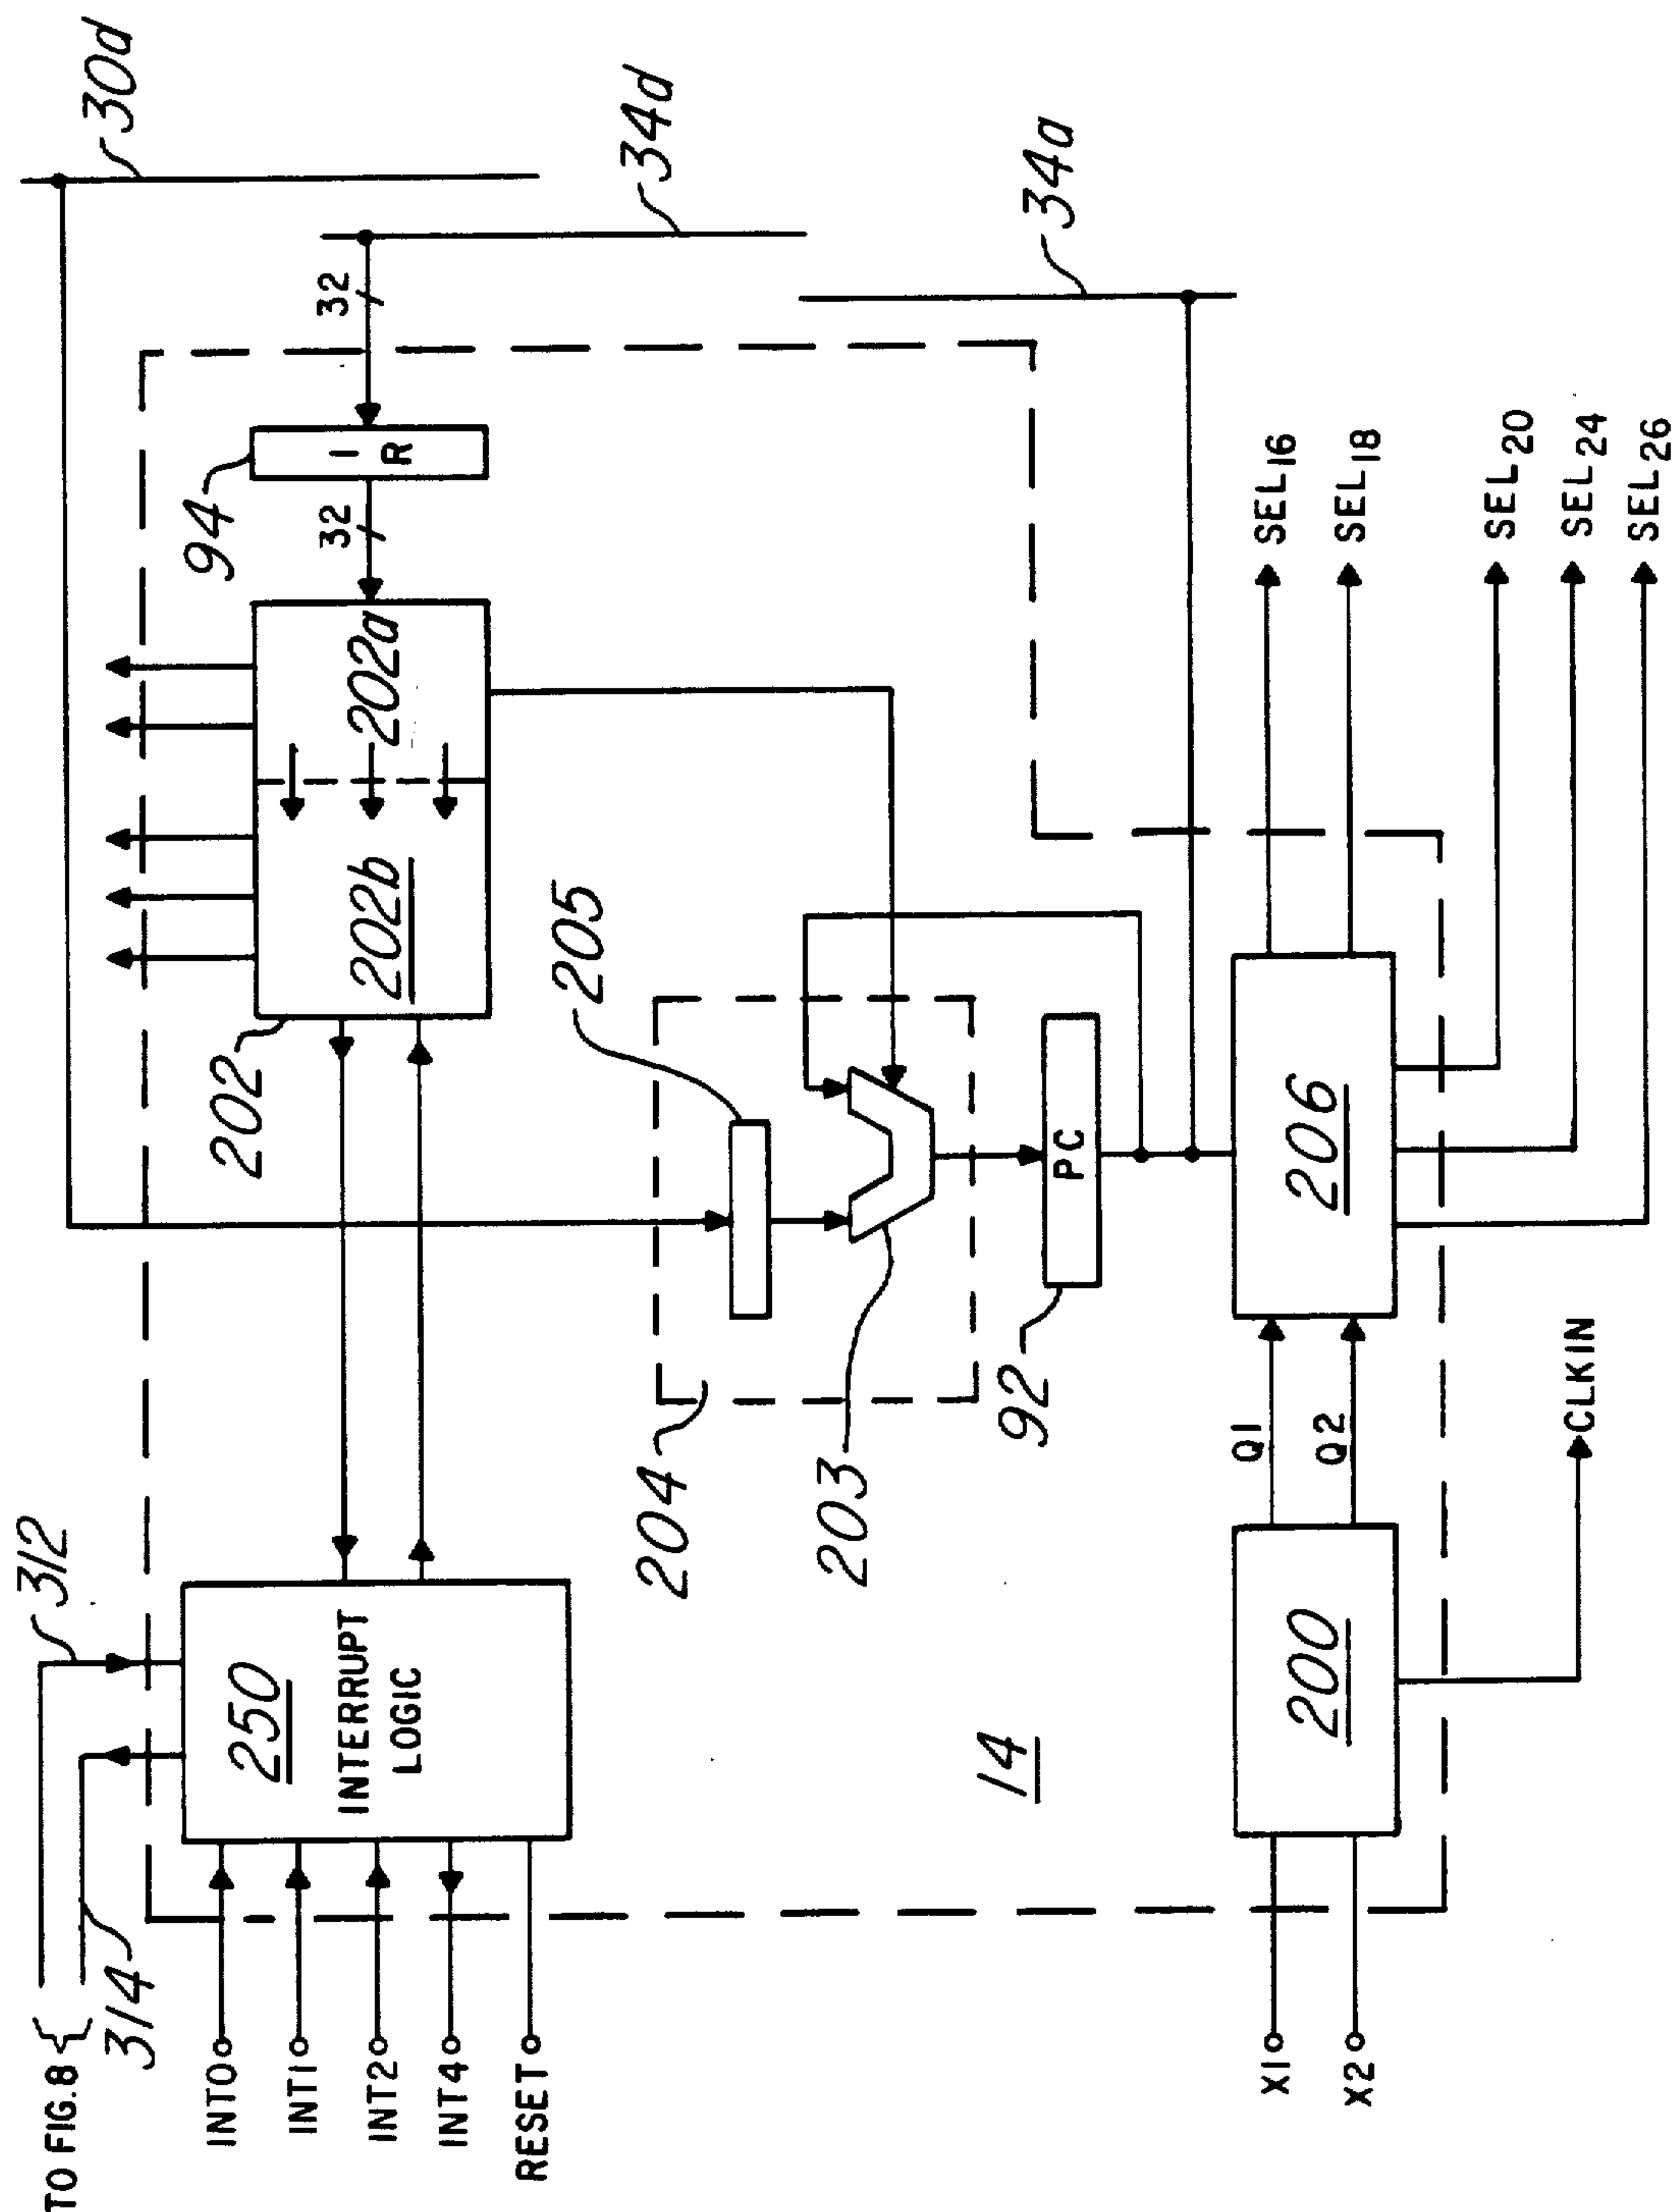 TO FIG.8
314
312
INT0
INT1
INT2
INT4
RESET
250
INTERRUPT
LOGIC
202
202b
202a
94
32
I R
32
30d
34d
34a
204
205
203
92
PC
14
X1
X2
200
Q1
Q2
CLKIN
206
SEL16
SEL18
SEL20
SEL24
SEL26